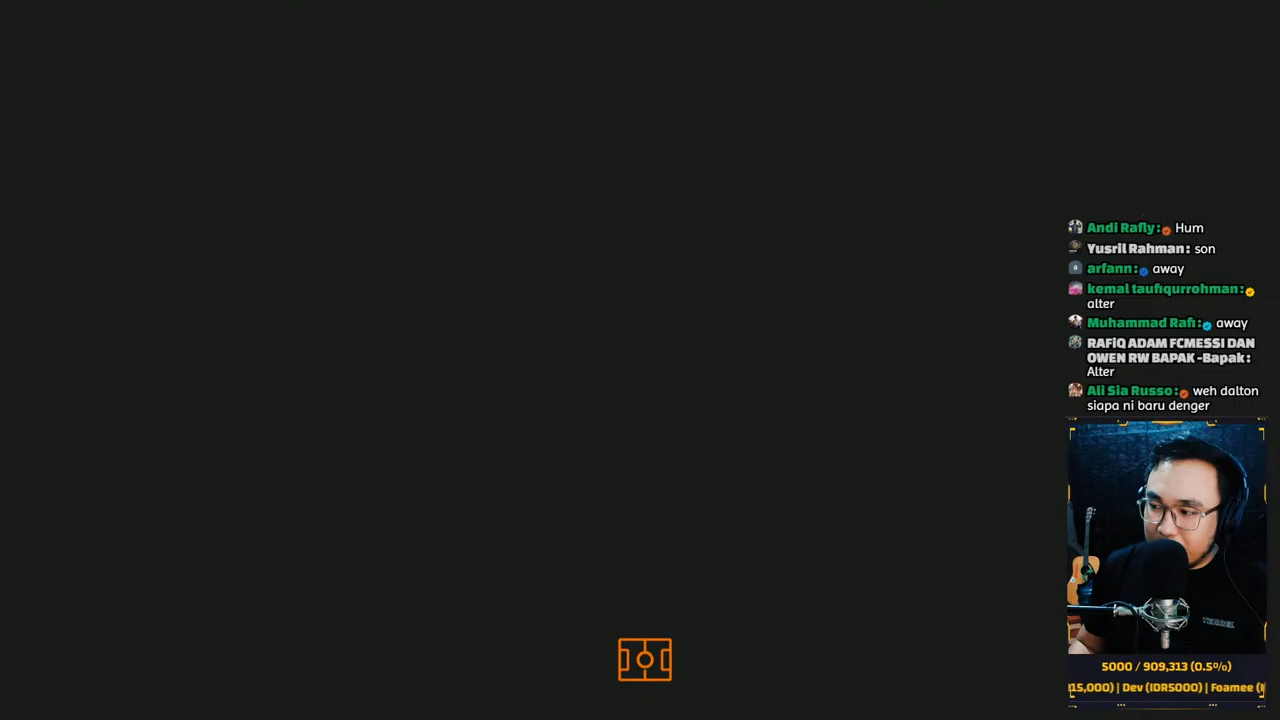 Andi Rafly: Hum
Yusril Rahman: son
a arfann: away
kemal taufiqurrohman:
alter
Muhammad Rafi: away
RAFiQ ADAM FCMESSI DAN
OWEN RW BAPAK -Bapak:
Alter
Ali Sia Russo: weh dalton
siapa ni baru denger
5000 / 909,313 (0.5%)
15,000) | Dev (IDR5000) | Foamee (